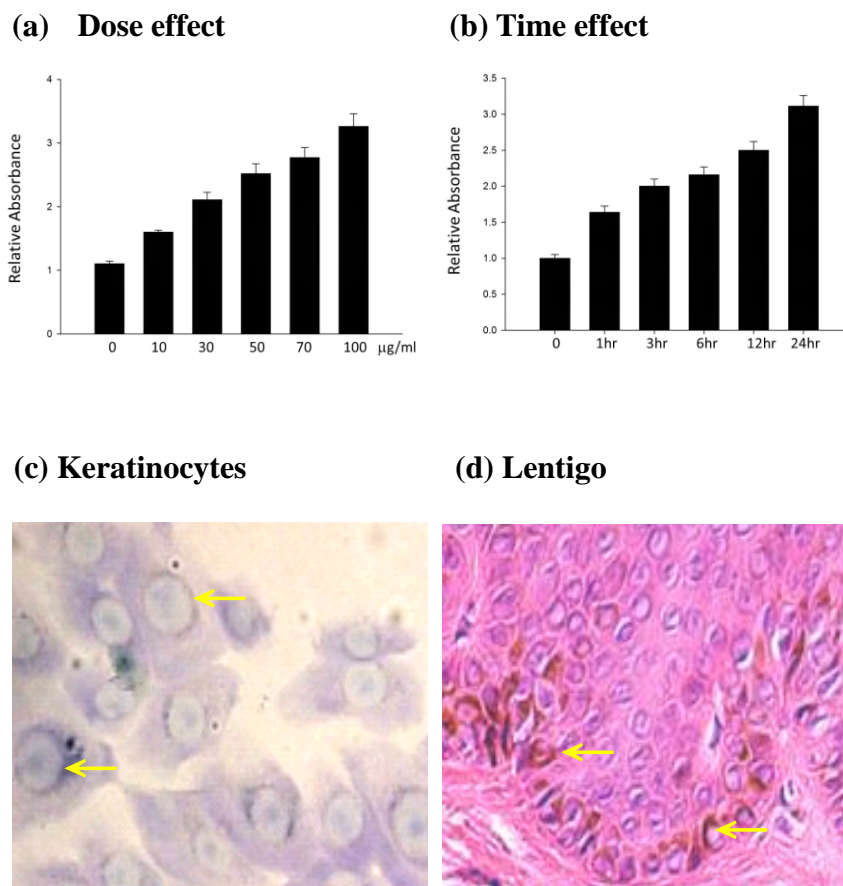 (a) Dose effect
4
3
2
1
0
Relative Absorbance
0 10 30 50 70 100 µg/ml
(b) Time effect
3.5
3.0
2.5
2.0
1.5
1.0
0.5
0.0
Relative Absorbance
0 1hr 3hr 6hr 12hr 24hr
(c) Keratinocytes
(d) Lentigo